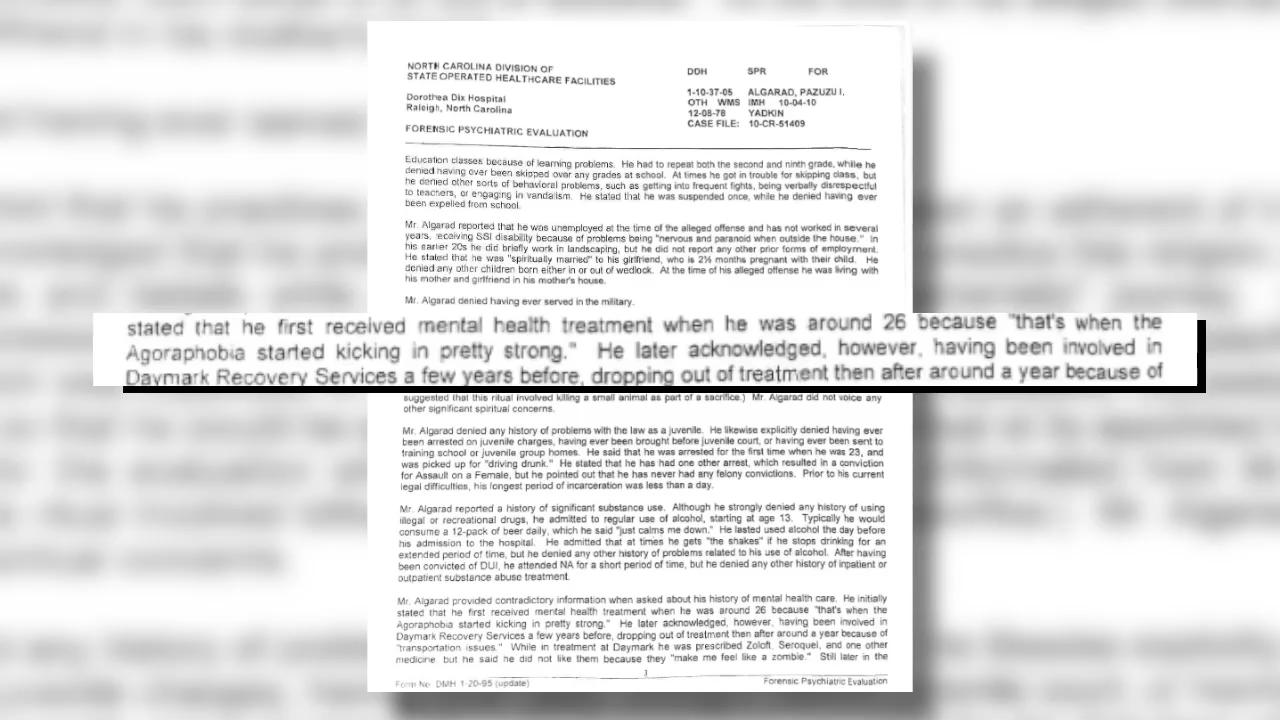 NORTH CAROLINA DIVISION OF
STATE OPERATED HEALTHCARE FACILITIES
Dorothea Dix Hospital
Raleigh, North Carolina
FORENSIC PSYCHIATRIC EVALUATION
DDH SPR FOR
1-10-37-05 ALGARAD, PAZUZU I.
OTH WMS IMH 10-04-10
12-08-78 YADKIN
CASE FILE: 10-CR-51409
Education classes because of learning problems. He had to repeat both the second and ninth grade, while he
denied having ever been skipped over any grades at school. At times he got in trouble for skipping class, but
he denied other sorts of behavioral problems, such as getting into frequent fights, being verbally disrespectful
to teachers, or engaging in vandalism. He stated that he was suspended once, while he denied having ever
been expelled from school.
Mr. Algarad reported that he was unemployed at the time of the alleged offense and has not worked in several
years, receiving SSI disability because of problems being "nervous and paranoid when outside the house." In
his earlier 20s he did briefly work in landscaping, but he did not report any other prior forms of employment.
He stated that he was "spiritually married" to his girlfriend, who is 2½ months pregnant with their child. He
denied any other children born either in or out of wedlock. At the time of his alleged offense he was living with
his mother and girlfriend in his mother's house.
Mr. Algarad denied having ever served in the military.
stated that he first received mental health treatment when he was around 26 because "that's when the
Agoraphobia started kicking in pretty strong." He later acknowledged, however, having been involved in
Daymark Recovery Services a few years before, dropping out of treatment then after around a year because of
suggested that this ritual involved killing a small animal as part of a sacrifice.) Mr. Algarad did not voice any
other significant spiritual concerns.
Mr. Algarad denied any history of problems with the law as a juvenile. He likewise explicitly denied having ever
been arrested on juvenile charges, having ever been brought before juvenile court, or having ever been sent to
training school or juvenile group homes. He said that he was arrested for the first time when he was 23, and
was picked up for "driving drunk." He stated that he has had one other arrest, which resulted in a conviction
for Assault on a Female, but he pointed out that he has never had any felony convictions. Prior to his current
legal difficulties, his longest period of incarceration was less than a day.
Mr. Algarad reported a history of significant substance use. Although he strongly denied any history of using
illegal or recreational drugs, he admitted to regular use of alcohol, starting at age 13. Typically he would
consume a 12-pack of beer daily, which he said "just calms me down." He lasted used alcohol the day before
his admission to the hospital. He admitted that at times he gets "the shakes" if he stops drinking for an
extended period of time, but he denied any other history of problems related to his use of alcohol. After having
been convicted of DUI, he attended NA for a short period of time, but he denied any other history of inpatient or
outpatient substance abuse treatment.
Mr. Algarad provided contradictory information when asked about his history of mental health care. He initially
stated that he first received mental health treatment when he was around 26 because "that's when the
Agoraphobia started kicking in pretty strong." He later acknowledged, however, having been involved in
Daymark Recovery Services a few years before, dropping out of treatment then after around a year because of
"transportation issues." While in treatment at Daymark he was prescribed Zoloft, Seroquel, and one other
medicine, but he said he did not like them because they "make me feel like a zombie." Still later in the
3
Form No. DMH 1-20-95 (update)
Forensic Psychiatric Evaluation